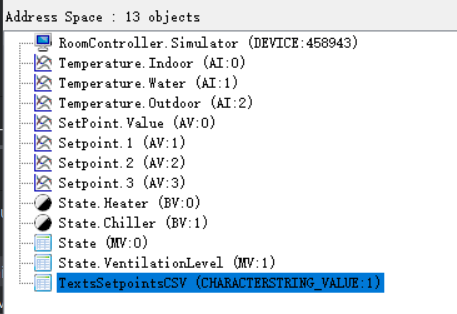 Address Space : 13 objects
RoomController.Simulator (DEVICE:458943)
Temperature.Indoor (AI:0)
Temperature.Water (AI:1)
Temperature.Outdoor (AI:2)
SetPoint.Value (AV:0)
Setpoint.1 (AV:1)
Setpoint.2 (AV:2)
Setpoint.3 (AV:3)
State.Heater (BV:0)
State.Chiller (BV:1)
State (MV:0)
State.VentilationLevel (MV:1)
TextsSetpointsCSV (CHARACTERSTRING_VALUE:1)